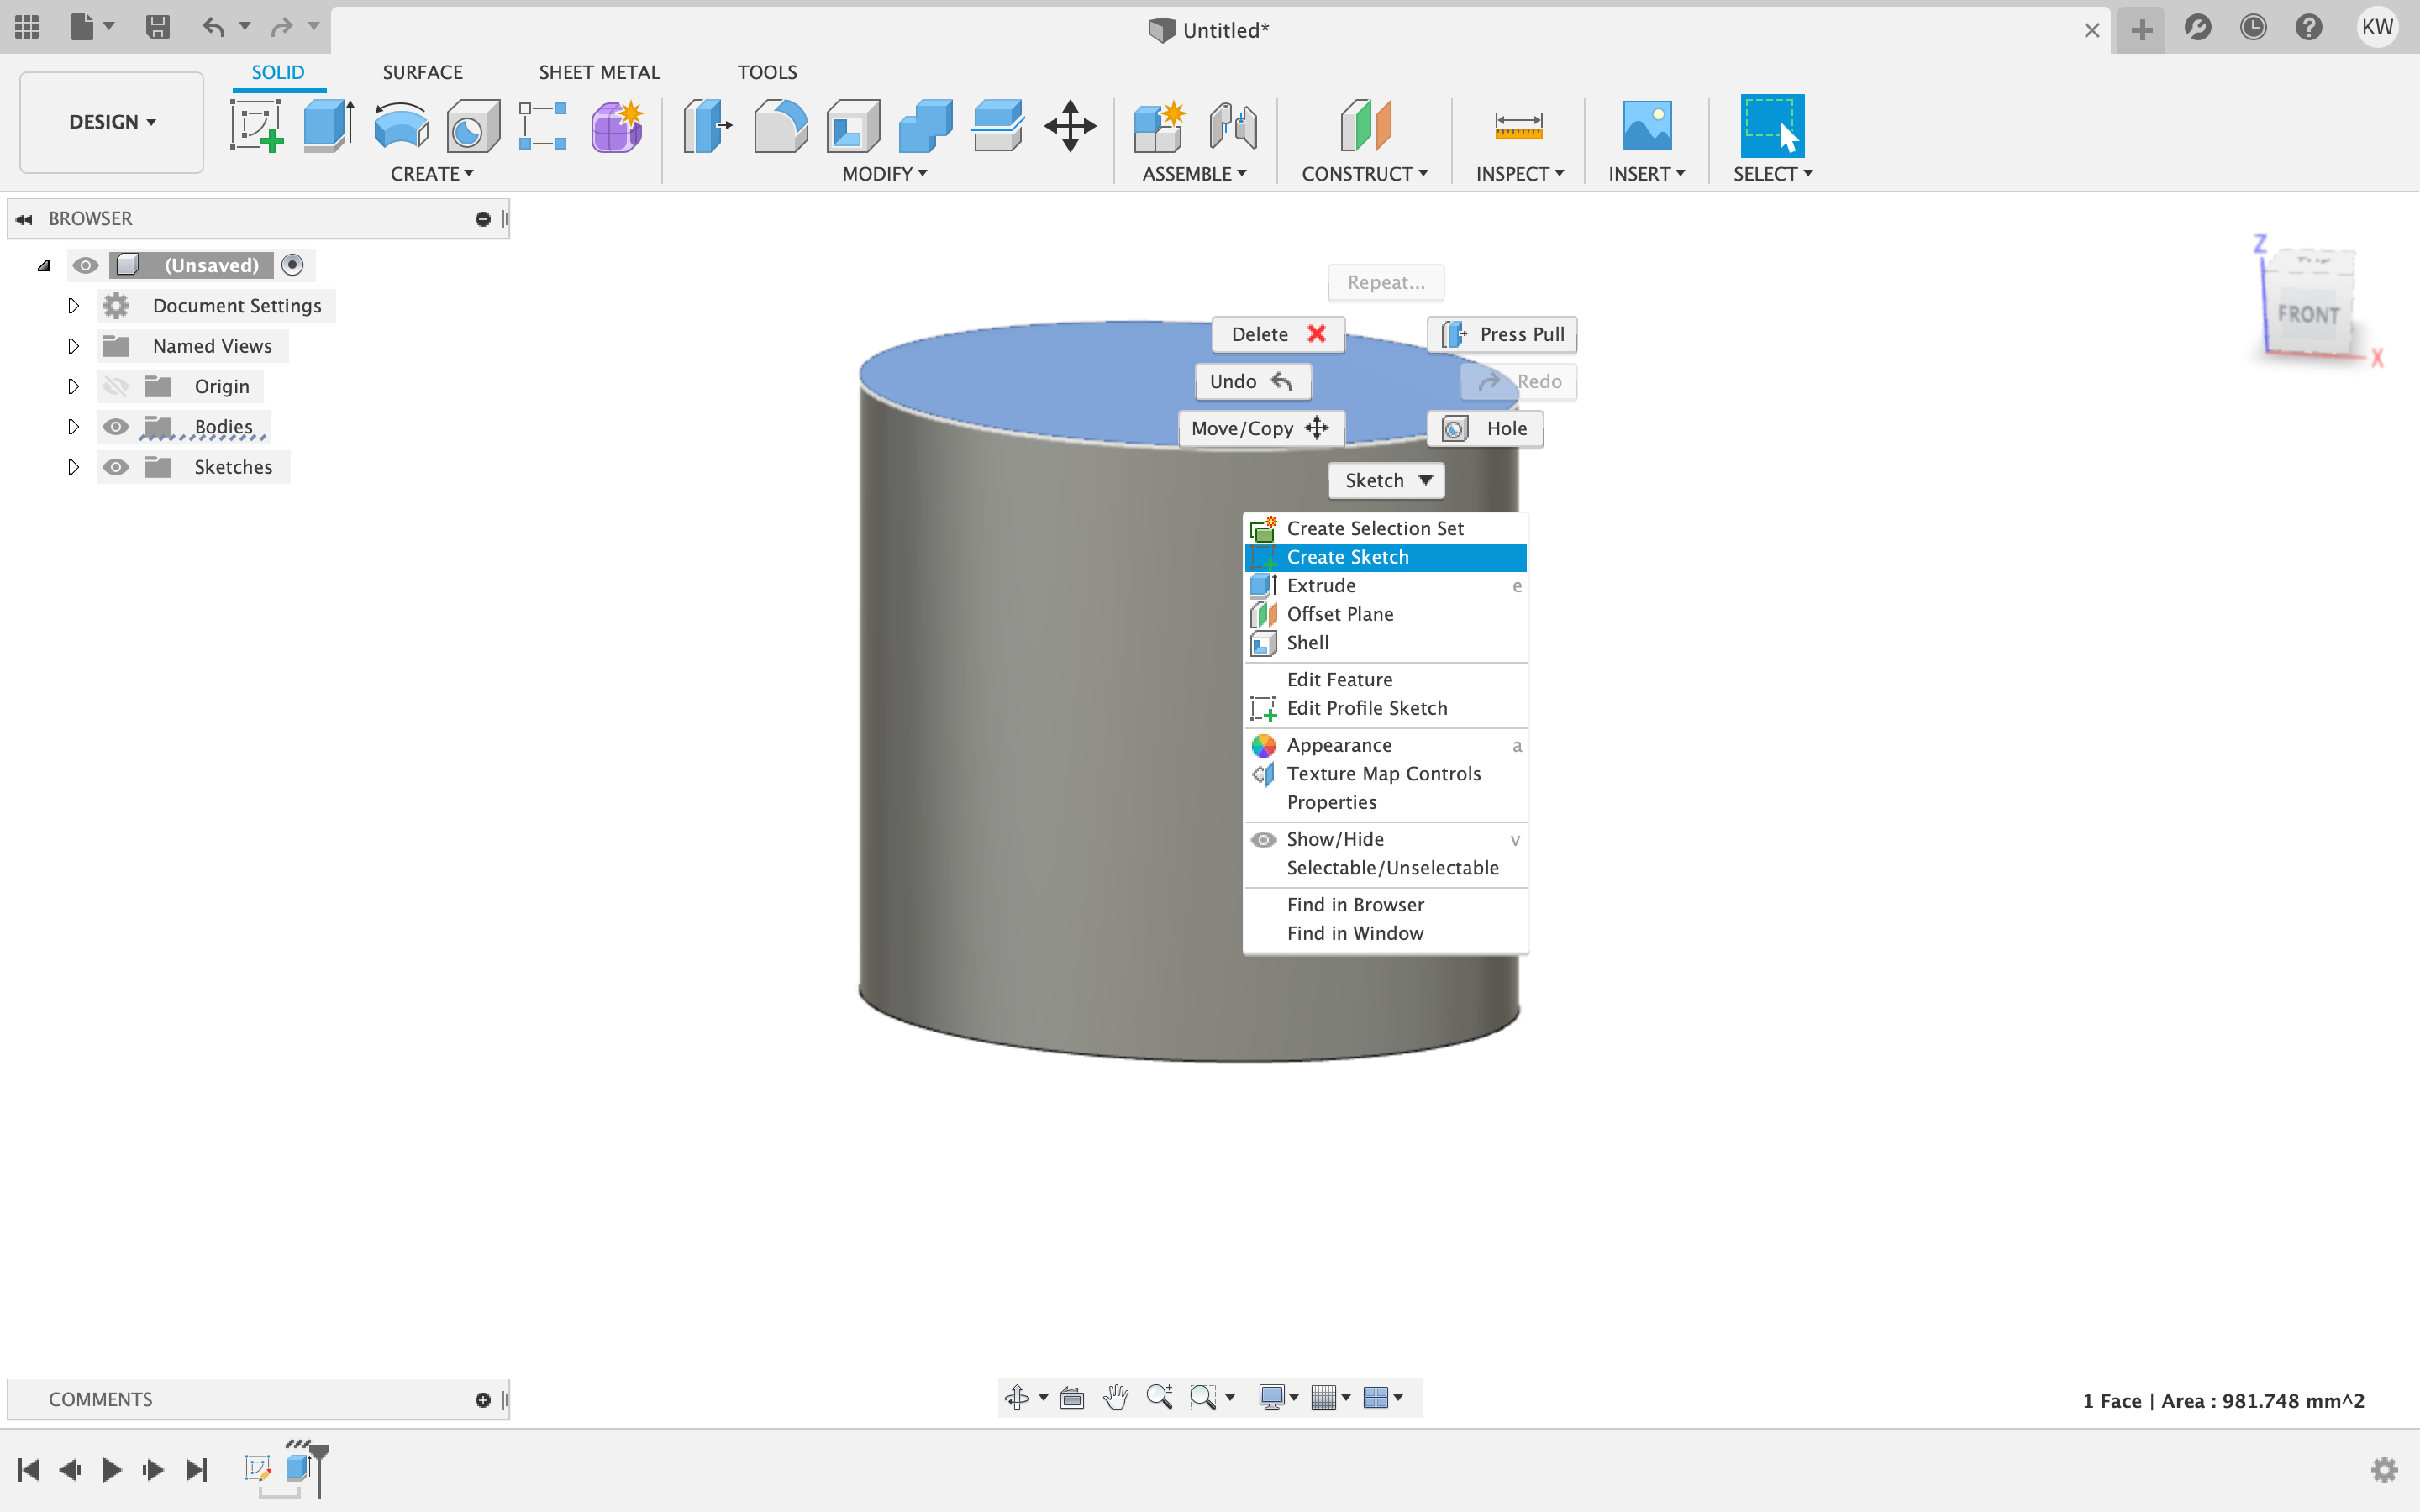 Untitled*
KW
SOLID
SURFACE
SHEET METAL
TOOLS
DESIGN
CREATE
MODIFY
ASSEMBLE
CONSTRUCT
INSPECT
INSERT
SELECT
BROWSER
(Unsaved)
Document Settings
Named Views
Origin
Bodies
Sketches
Z
TOP
FRONT
X
Repeat...
Delete
Press Pull
Undo
Redo
Move/Copy
Hole
Sketch
Create Selection Set
Create Sketch
Extrude e
Offset Plane
Shell
Edit Feature
Edit Profile Sketch
Appearance a
Texture Map Controls
Properties
Show/Hide v
Selectable/Unselectable
Find in Browser
Find in Window
COMMENTS
1 Face | Area : 981.748 mm^2